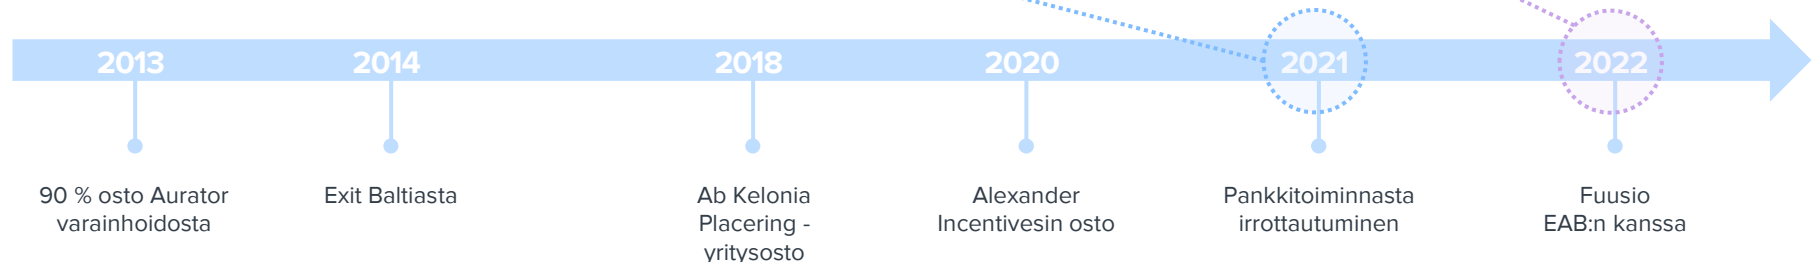 2013
2014
2018
2020
2021
2022
90 % osto Aurator
varainhoidosta
Exit Baltiasta
Ab Kelonia
Placering -
yritysosto
Alexander
Incentivesin osto
Pankkitoiminnasta
irrottautuminen
Fuusio
EAB:n kanssa